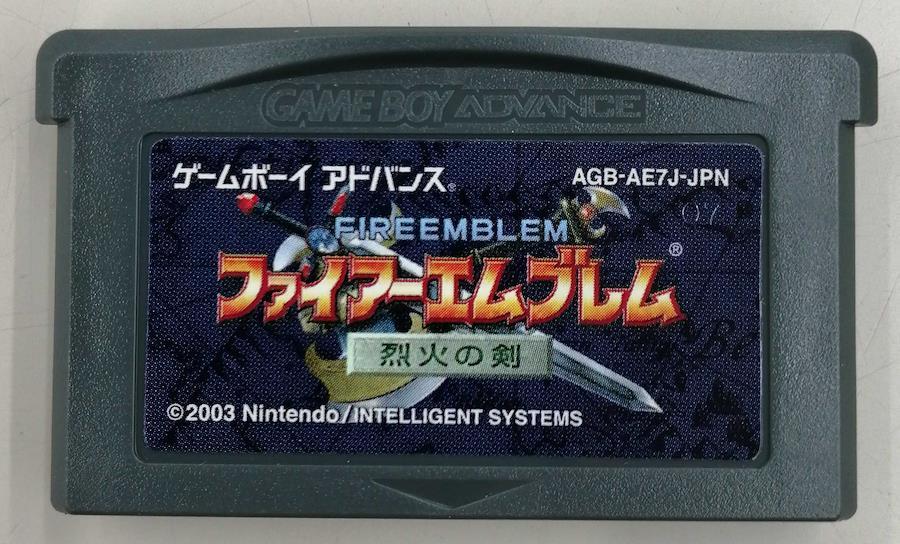 GAME BOY ADVANCE
ゲームボーイ アドバンス®
AGB-AE7J-JPN
07
FIREEMBLEM
ファイアーエムブレム®
烈火の剣
©2003 Nintendo/INTELLIGENT SYSTEMS